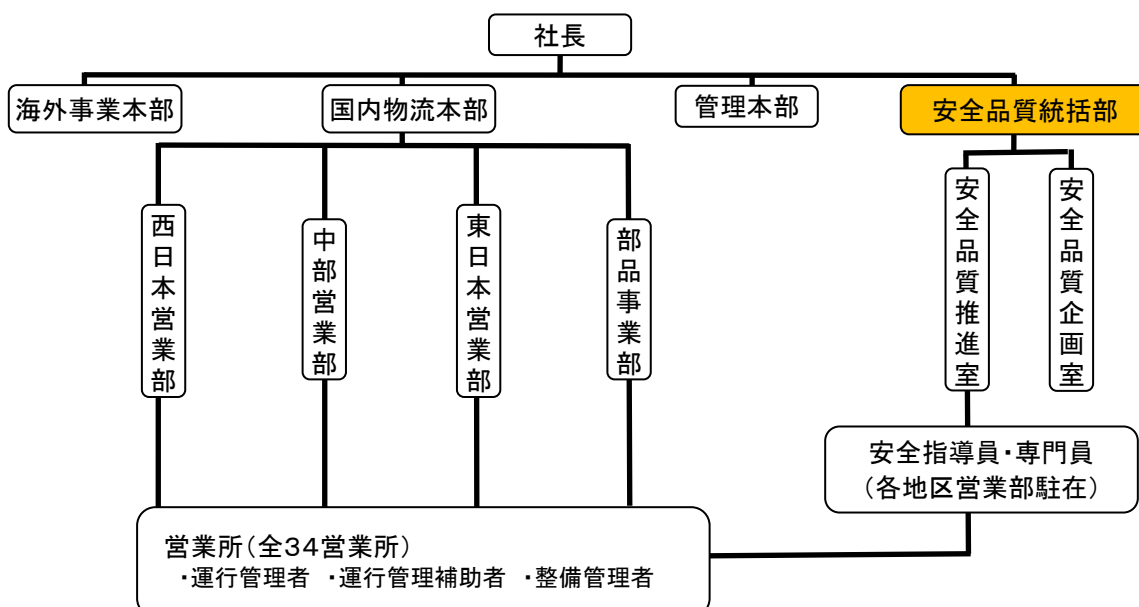 社長
海外事業本部
国内物流本部
管理本部
安全品質統括部
西日本営業部
中部営業部
東日本営業部
部品事業部
安全品質推進室
安全品質企画室
安全指導員・専門員
(各地区営業部駐在)
営業所(全34営業所)
・運行管理者 ・運行管理補助者 ・整備管理者